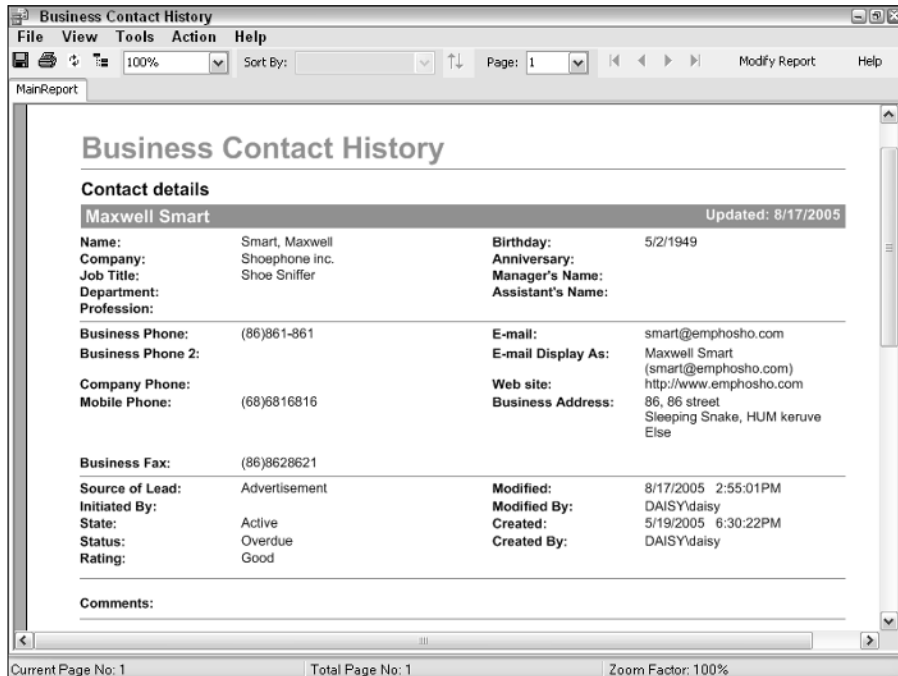 Business Contact History
File View Tools Action Help
100% Sort By: Page: 1 Modify Report Help
MainReport
Business Contact History
Contact details
Maxwell Smart Updated: 8/17/2005
Name: Smart, Maxwell Birthday: 5/2/1949
Company: Shoephone inc. Anniversary:
Job Title: Shoe Sniffer Manager's Name:
Department: Assistant's Name:
Profession:
Business Phone: (86)861-861 E-mail: smart@emphosho.com
Business Phone 2: E-mail Display As: Maxwell Smart
(smart@emphosho.com)
Company Phone: Web site: http://www.emphosho.com
Mobile Phone: (68)6816816 Business Address: 86, 86 street
Sleeping Snake, HUM keruve
Else
Business Fax: (86)8628621
Source of Lead: Advertisement Modified: 8/17/2005 2:55:01PM
Initiated By: Modified By: DAISY\daisy
State: Active Created: 5/19/2005 6:30:22PM
Status: Overdue Created By: DAISY\daisy
Rating: Good
Comments:
Current Page No: 1 Total Page No: 1 Zoom Factor: 100%